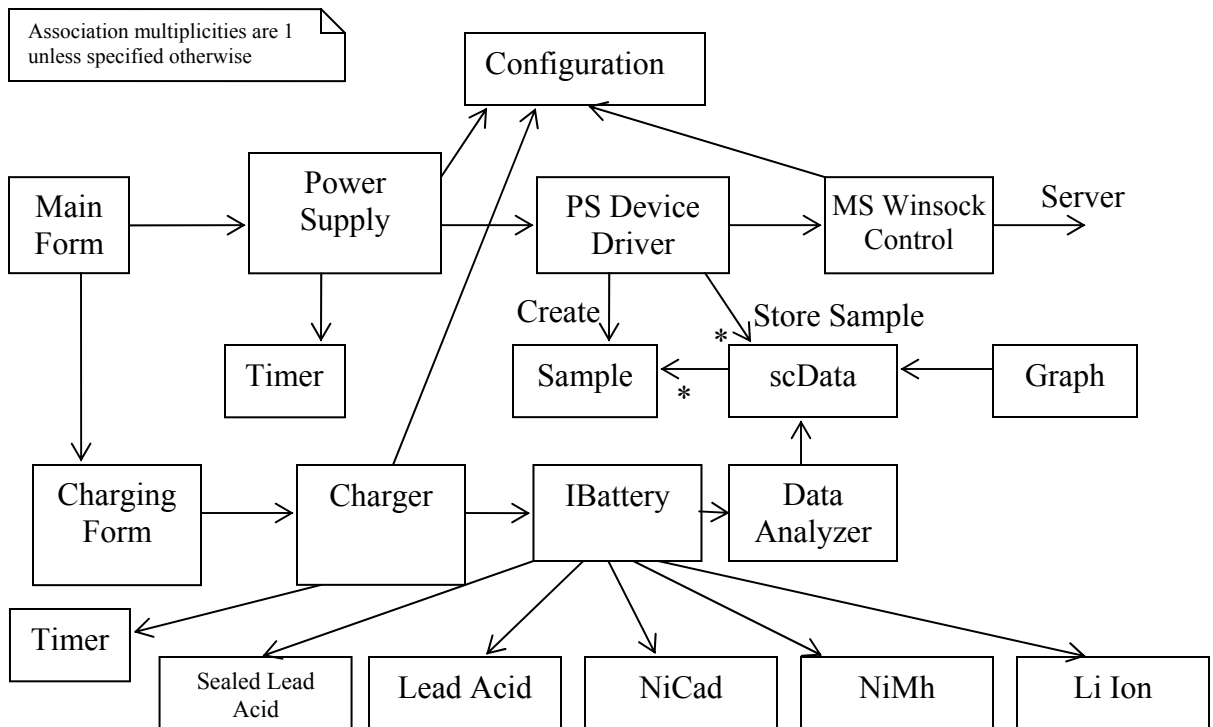 Association multiplicities are 1
unless specified otherwise
Configuration
Main
Form
Power
Supply
PS Device
Driver
MS Winsock
Control
Server
Create
Store Sample
*
Timer
Sample
*
scData
Graph
Charging
Form
Charger
IBattery
Data
Analyzer
Timer
Sealed Lead
Acid
Lead Acid
NiCad
NiMh
Li Ion